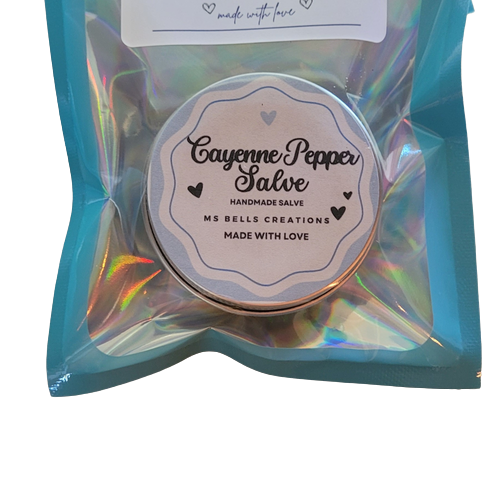 made with love
Cayenne Pepper
Salve
HANDMADE SALVE
MS BELLS CREATIONS
MADE WITH LOVE